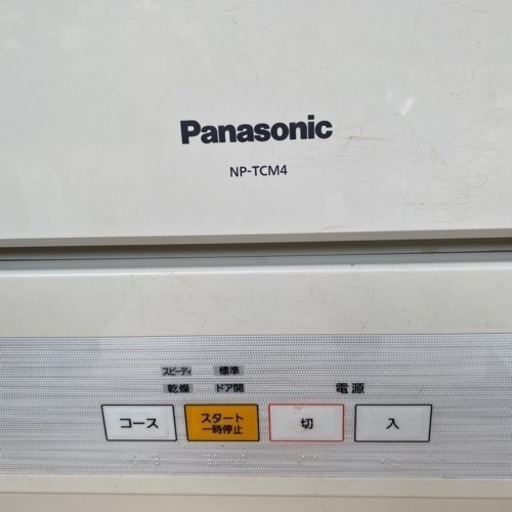 Panasonic
NP-TCM4
スピーディ 標準
乾燥 ドア開
電源
コース
スタート
一時停止
切
入